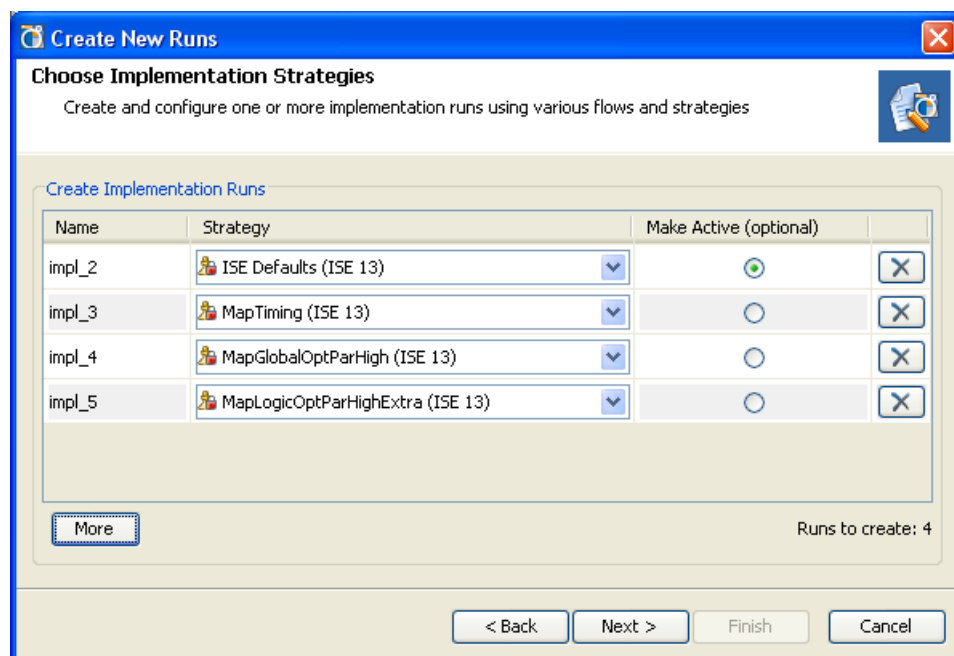 Create New Runs
Choose Implementation Strategies
Create and configure one or more implementation runs using various flows and strategies
Create Implementation Runs
Name Strategy Make Active (optional)
impl_2 ISE Defaults (ISE 13)
impl_3 MapTiming (ISE 13)
impl_4 MapGlobalOptParHigh (ISE 13)
impl_5 MapLogicOptParHighExtra (ISE 13)
More Runs to create: 4
< Back Next > Finish Cancel